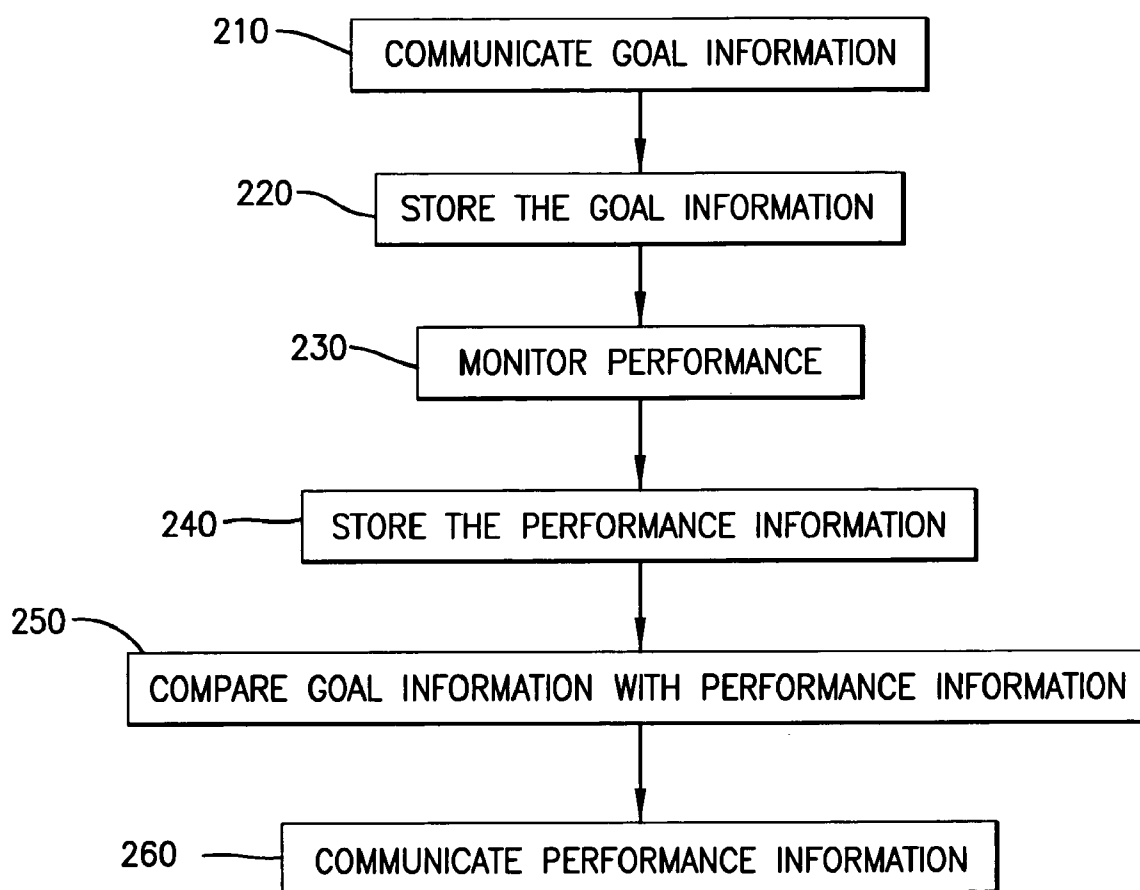 210
COMMUNICATE GOAL INFORMATION
220
STORE THE GOAL INFORMATION
230
MONITOR PERFORMANCE
240
STORE THE PERFORMANCE INFORMATION
250
COMPARE GOAL INFORMATION WITH PERFORMANCE INFORMATION
260
COMMUNICATE PERFORMANCE INFORMATION